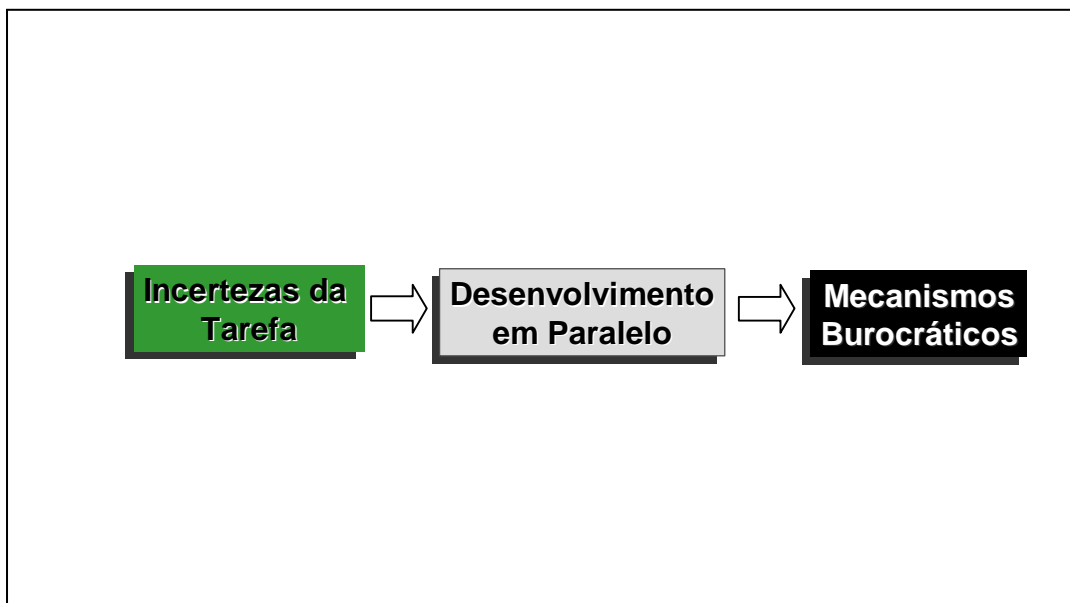 Incertezas da
Tarefa
Desenvolvimento
em Paralelo
Mecanismos
Burocráticos